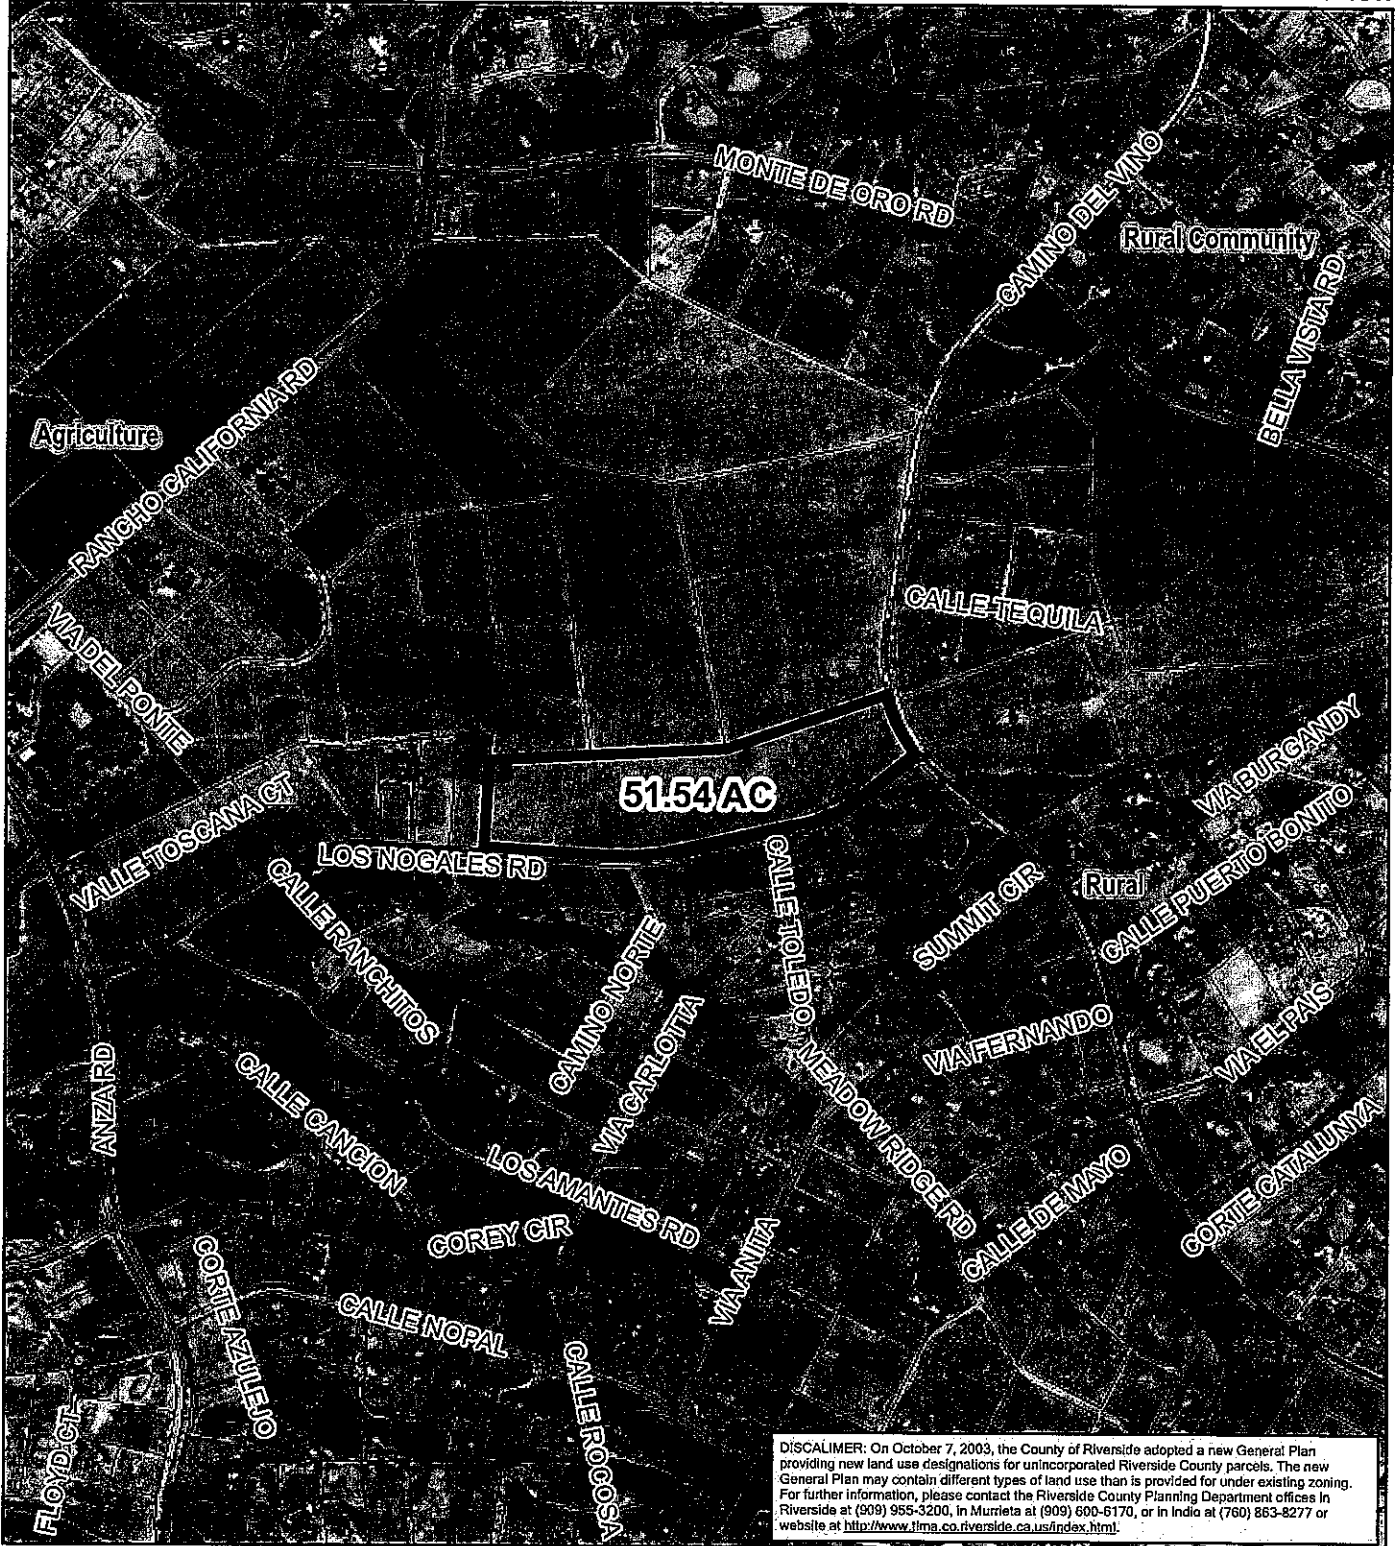 MONTE DE ORO RD
CAMINO DEL VINO
Rural Community
BELLA VISTA RD
Agriculture
RANCHO CALIFORNIA RD
CALLE TEQUILA
VIA DEL PONTE
VIA BURGANDY
51.54 AC
VALLE TOSCANA CT
CALLE PUERTO BONITO
LOS NOGALES RD
CALLE RANCHITOS
CALLE TOLEDO
SUMMIT CIR
Rural
CAMINO NORTE
VIA CARLOTTA
VIA FERNANDO
VIA EL PAIS
ANZA RD
CALLE CANCION
MEADOW RIDGE RD
CORTE CATALUNYA
LOS AMANTES RD
CALLE DE MAYO
COREY CIR
VIA ANITA
CORTE AZULEJO
CALLE NOPAL
CALLE ROCOSA
FLOYD CT
DISCALIMER: On October 7, 2003, the County of Riverside adopted a new General Plan
providing new land use designations for unincorporated Riverside County parcels. The new
General Plan may contain different types of land use than is provided for under existing zoning.
For further information, please contact the Riverside County Planning Department offices in
Riverside at (909) 955-3200, in Murrieta at (909) 600-6170, or in Indio at (760) 863-8277 or
website at http://www.tlma.co.riverside.ca.us/index.html.